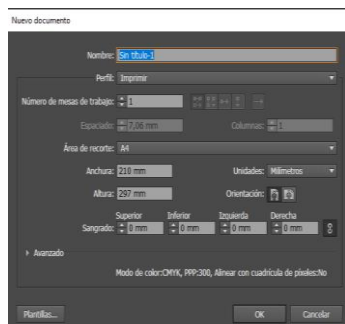 Nuevo documento
Nombre: Sin título-1
Perfil: Imprimir
Número de mesas de trabajo: 1
Espaciado: 7,06 mm Columnas: 1
Área de recorte: A4
Anchura: 210 mm Unidades: Milímetros
Altura: 297 mm Orientación:
Superior Inferior Izquierda Derecha
Sangrado: 0 mm 0 mm 0 mm 0 mm
Avanzado
Modo de color:CMYK, PPP:300, Alinear con cuadrícula de píxeles:No
Plantillas... OK Cancelar